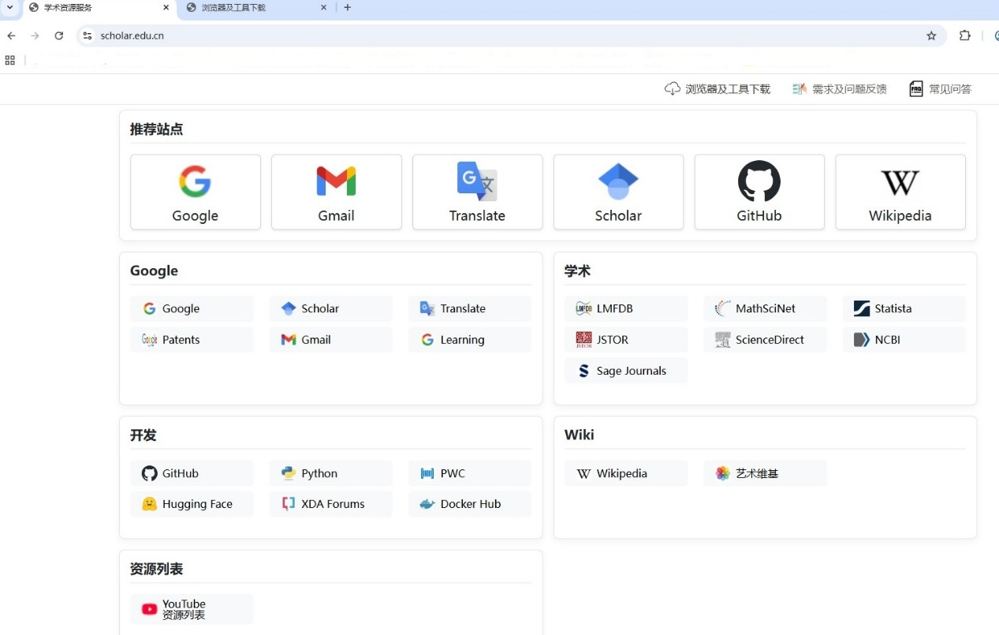 学术资源服务
浏览器及工具下载
scholar.edu.cn
浏览器及工具下载
需求及问题反馈
FAQ
常见问答
推荐站点
Google
Gmail
Translate
Scholar
GitHub
Wikipedia
Google
Google
Scholar
Translate
Google
Patents
Gmail
Learning
学术
LMFDB
LMFDB
MathSciNet
Statista
JSTOR
JSTOR
ScienceDirect
NCBI
Sage Journals
开发
GitHub
Python
PWC
Hugging Face
XDA Forums
Docker Hub
Wiki
Wikipedia
艺术维基
资源列表
YouTube
资源列表